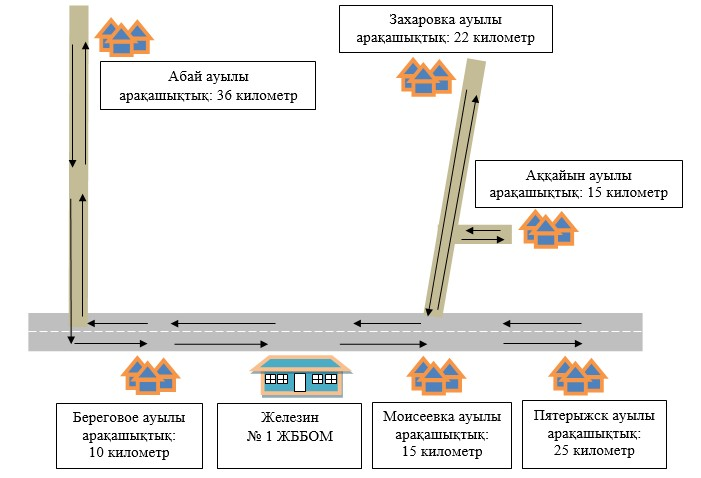 Захаровка ауылы
арақашықтық: 22 километр
Абай ауылы
арақашықтық: 36 километр
Аққайын ауылы
арақашықтық: 15 километр
Береговое ауылы
арақашықтық:
10 километр
Железин
№ 1 ЖББОМ
Моисеевка ауылы
арақашықтық:
15 километр
Пятерыжск ауылы
арақашықтық:
25 километр